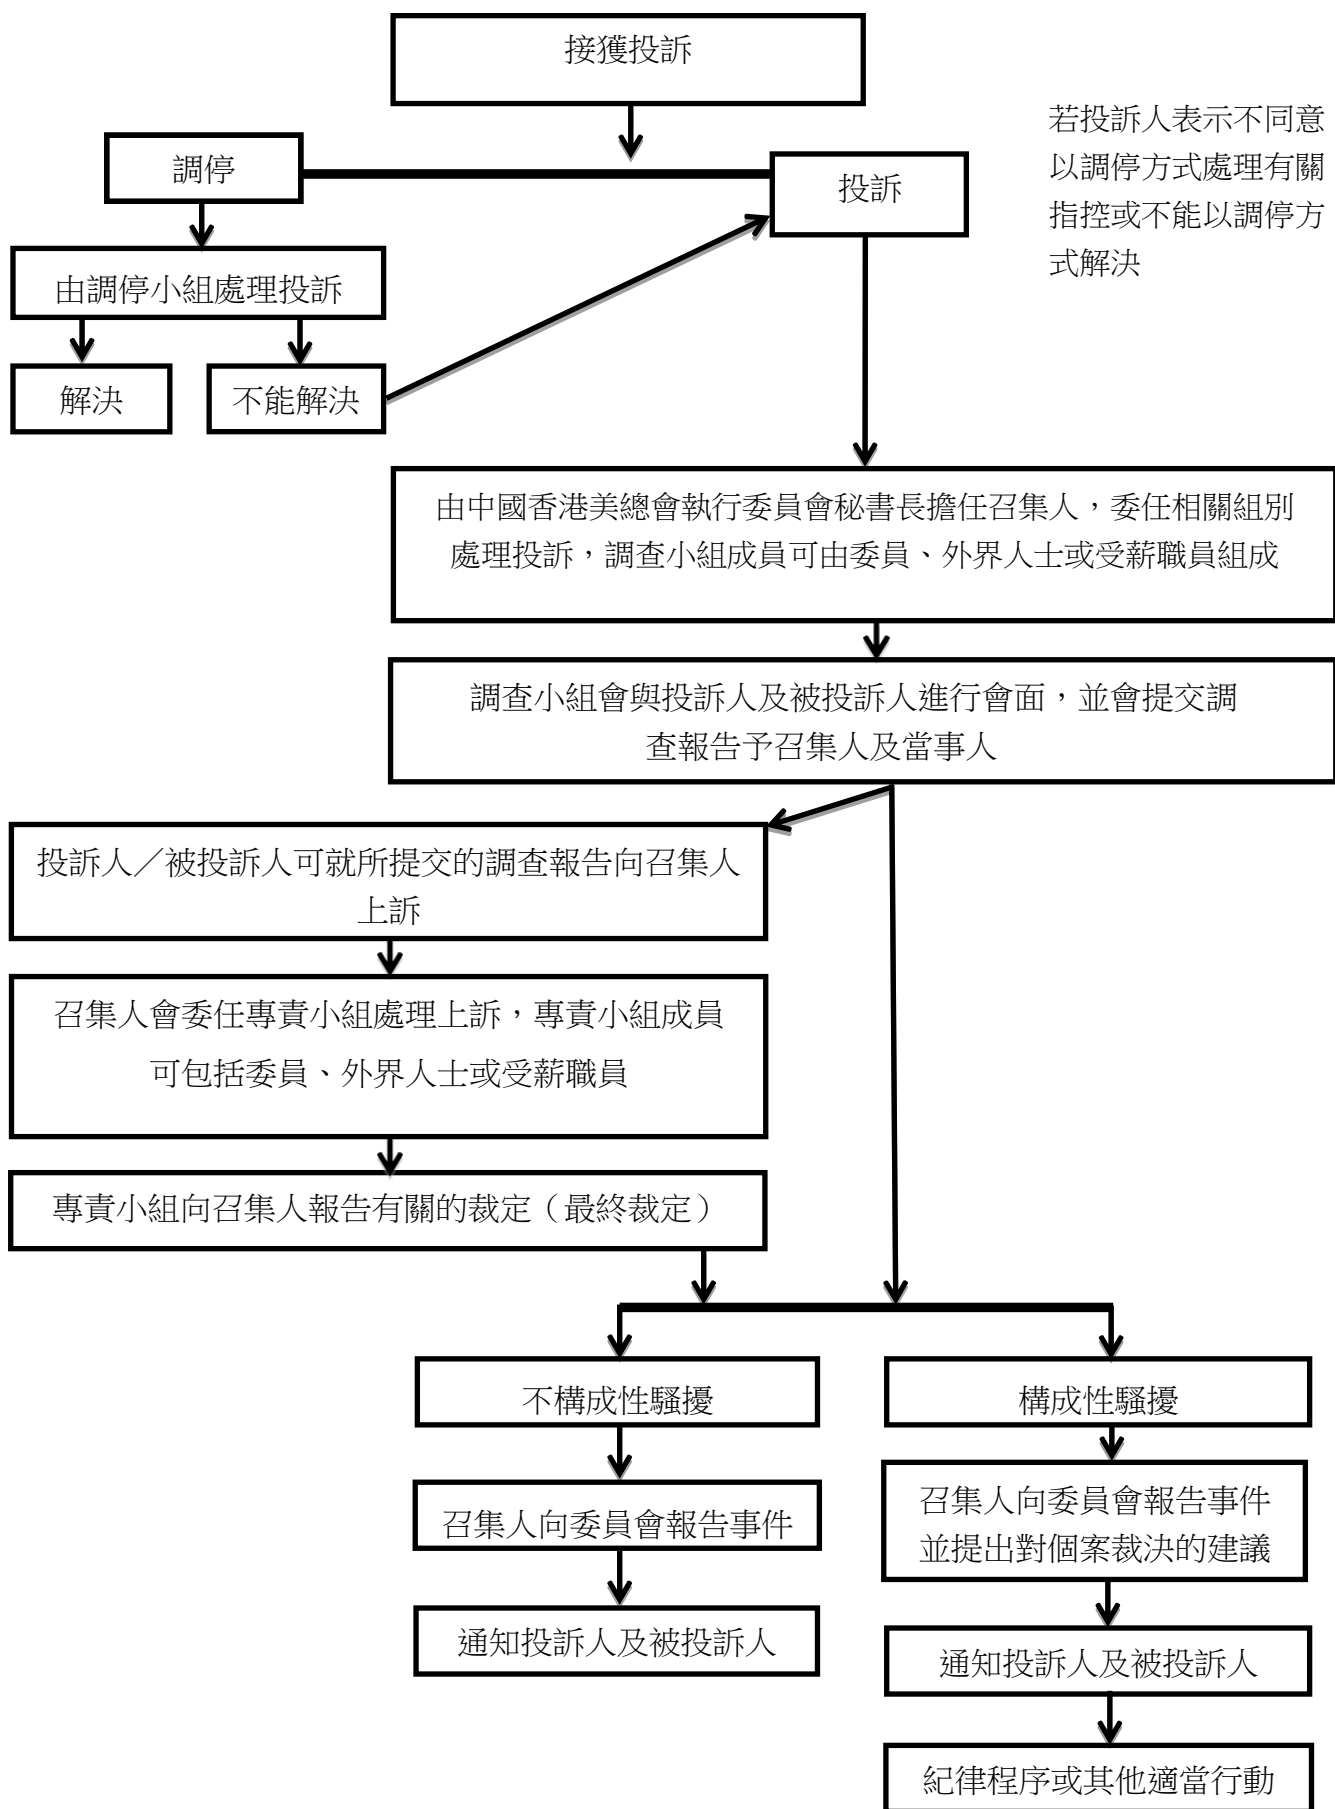 接獲投訴
若投訴人表示不同意
以調停方式處理有關
指控或不能以調停方
式解決
調停
投訴
由調停小組處理投訴
解決
不能解決
由中國香港美總會執行委員會秘書長擔任召集人，委任相關組別
處理投訴，調查小組成員可由委員、外界人士或受薪職員組成
調查小組會與投訴人及被投訴人進行會面，並會提交調
查報告予召集人及當事人
投訴人／被投訴人可就所提交的調查報告向召集人
上訴
召集人會委任專責小組處理上訴，專責小組成員
可包括委員、外界人士或受薪職員
專責小組向召集人報告有關的裁定（最終裁定）
不構成性騷擾
構成性騷擾
召集人向委員會報告事件
召集人向委員會報告事件
並提出對個案裁決的建議
通知投訴人及被投訴人
通知投訴人及被投訴人
紀律程序或其他適當行動